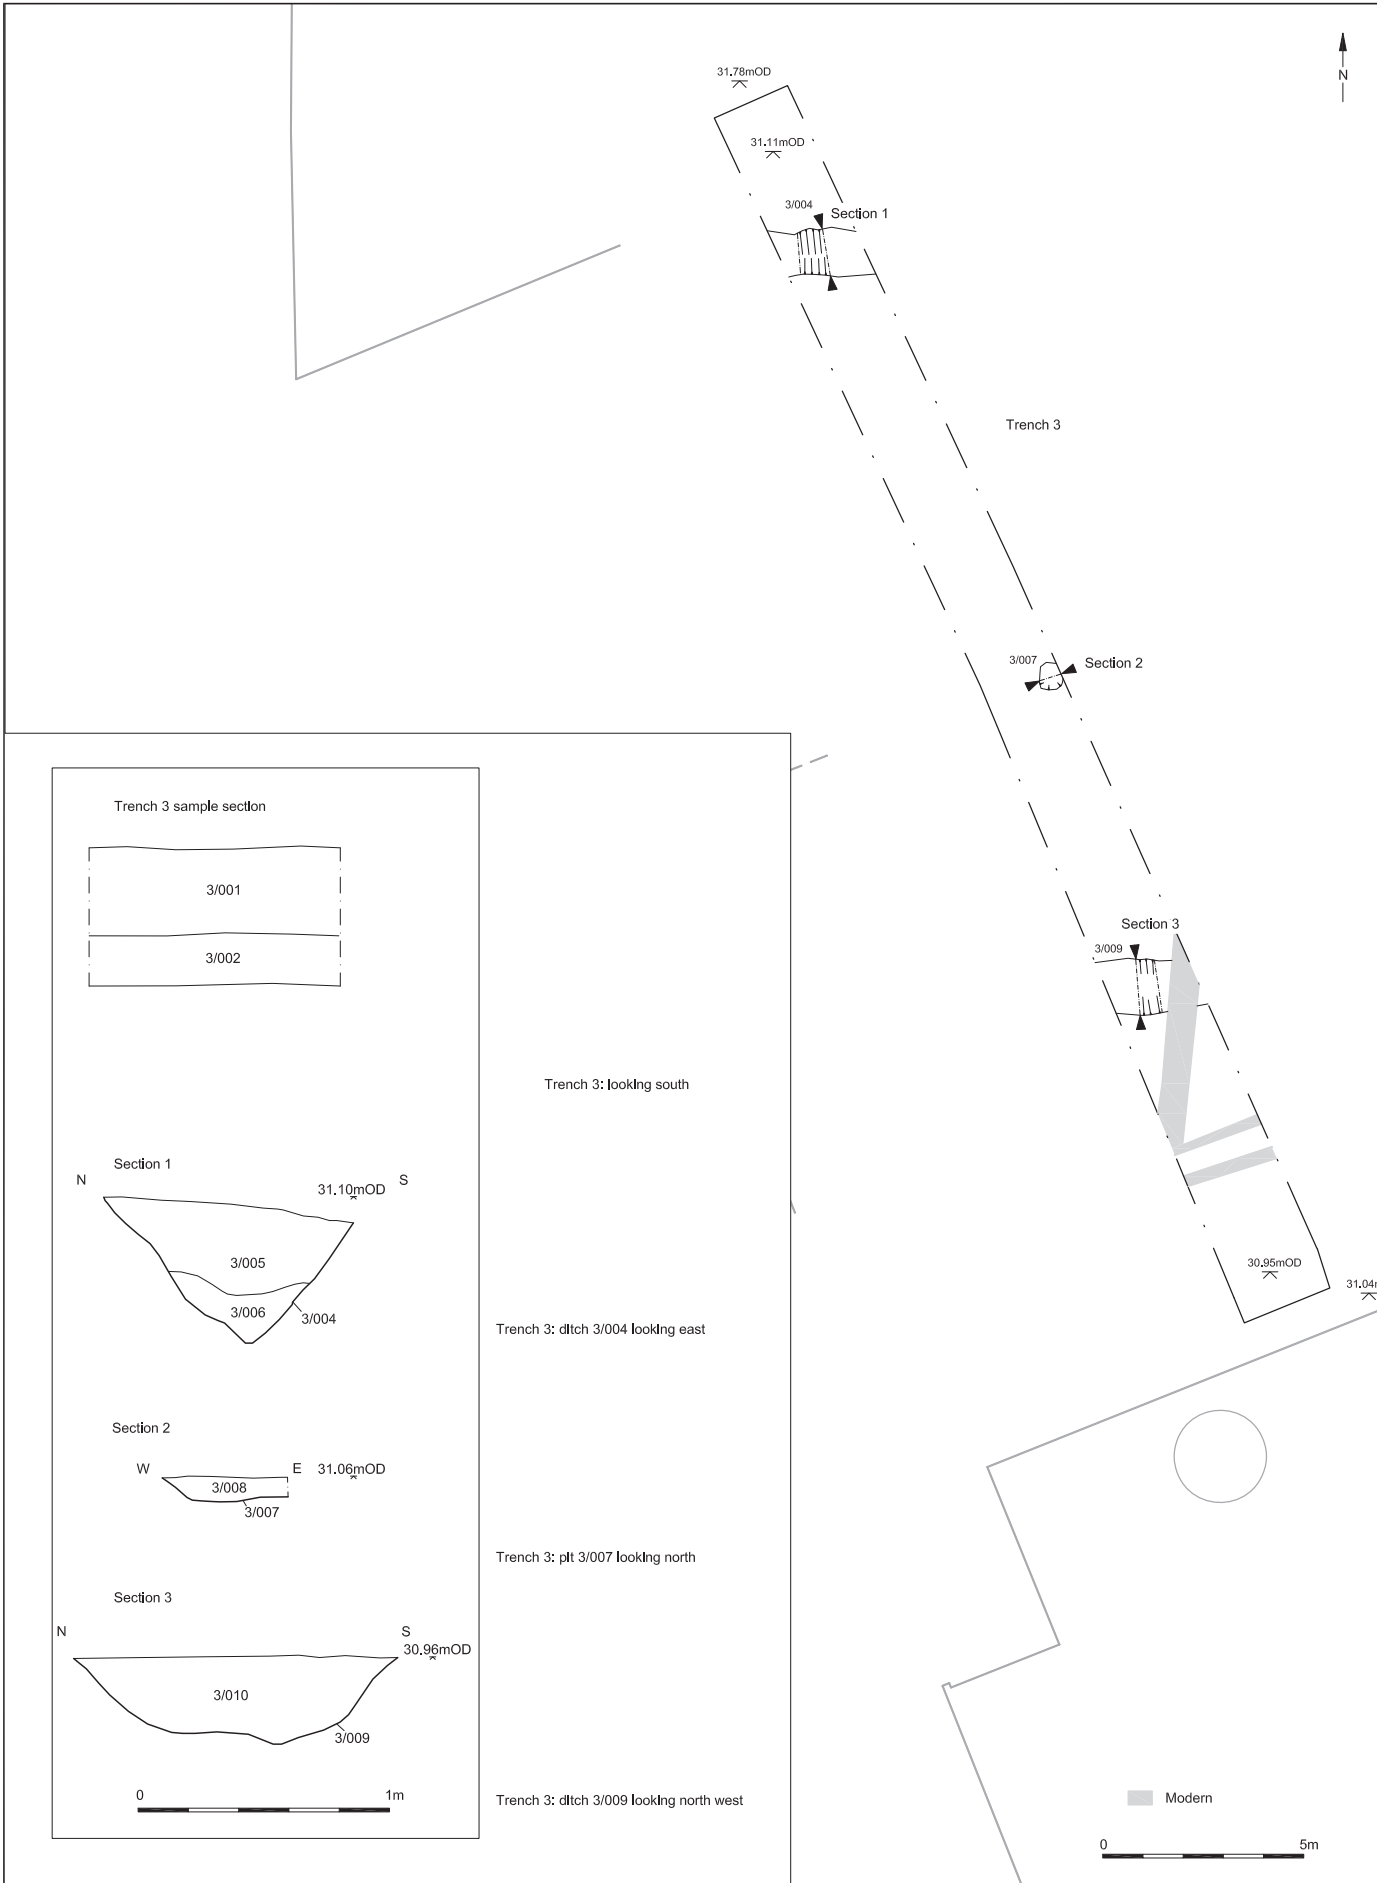 31.78mOD
N
31.11mOD
3/004
Section 1
Trench 3
3/007
Section 2
Section 3
3/009
30.95mOD
31.04m
Trench 3 sample section
3/001
3/002
Trench 3: looking south
Section 1
N
S
31.10mOD
3/005
3/006
3/004
Trench 3: ditch 3/004 looking east
Section 2
W
E
31.06mOD
3/008
3/007
Trench 3: pit 3/007 looking north
Section 3
N
S
30.96mOD
3/010
3/009
0
1m
Trench 3: ditch 3/009 looking north west
Modern
0
5m